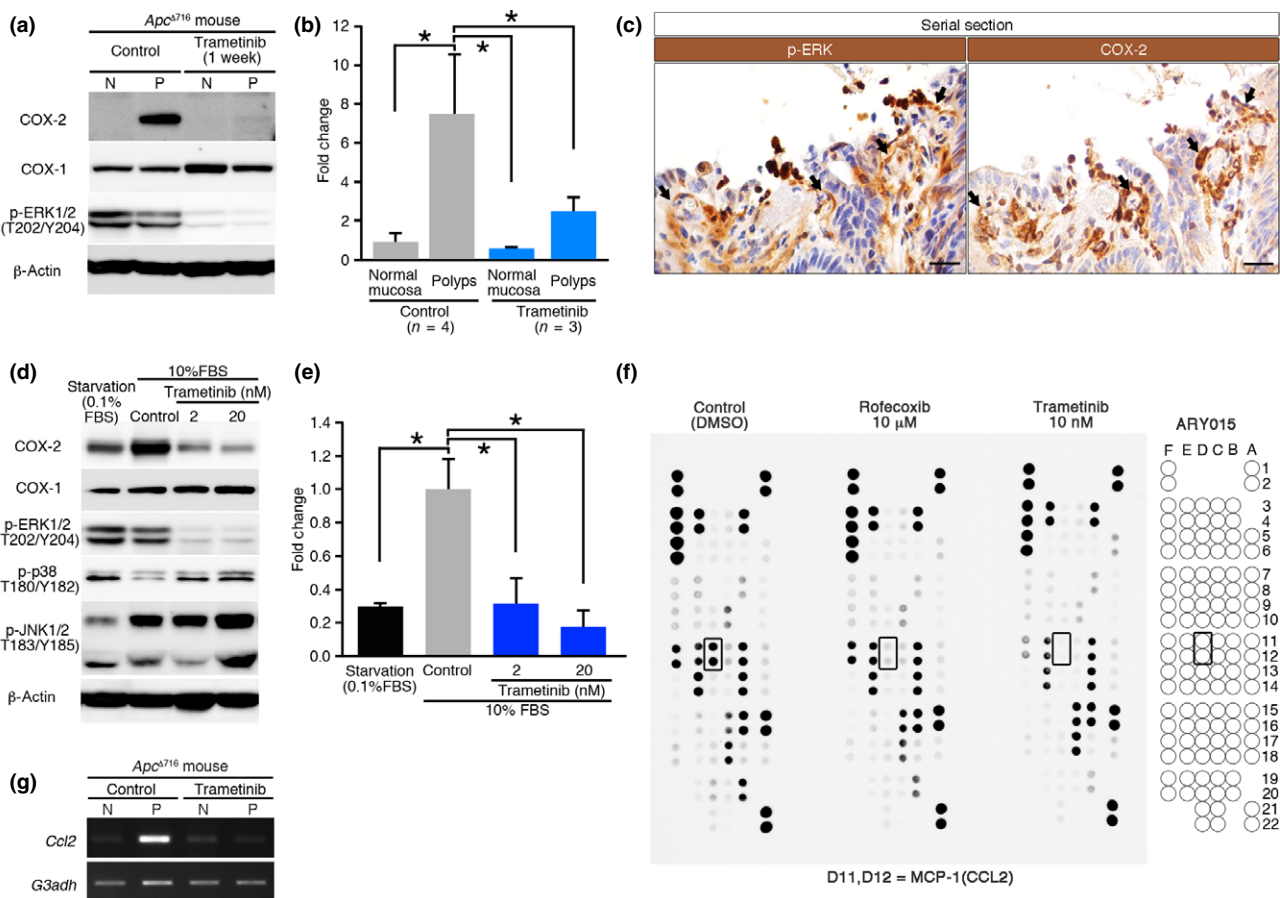 (a)
Apc^Δ716 mouse
Control
Trametinib
(1 week)
N P N P
COX-2
COX-1
p-ERK1/2
(T202/Y204)
β-Actin
(b)
Fold change
12
10
8
6
4
2
0
* * *
Normal mucosa
Polyps
Normal mucosa
Polyps
Control
(n = 4)
Trametinib
(n = 3)
(c)
Serial section
p-ERK COX-2
(d)
10%FBS
Starvation
(0.1%
FBS)
Trametinib (nM)
Control 2 20
COX-2
COX-1
p-ERK1/2
T202/Y204)
p-p38
T180/Y182)
p-JNK1/2
T183/Y185)
β-Actin
(e)
Fold change
1.4
1.2
1.0
0.8
0.6
0.4
0.2
0.0
* * *
Starvation
(0.1%FBS)
Control
2 20
Trametinib (nM)
10% FBS
(f)
Control
(DMSO)
Rofecoxib
10 μM
Trametinib
10 nM
ARY015
F E D C B A
1
2
3
4
5
6
7
8
9
10
11
12
13
14
15
16
17
18
19
20
21
22
D11,D12 = MCP-1(CCL2)
(g)
Apc^Δ716 mouse
Control Trametinib
N P N P
Ccl2
G3adh